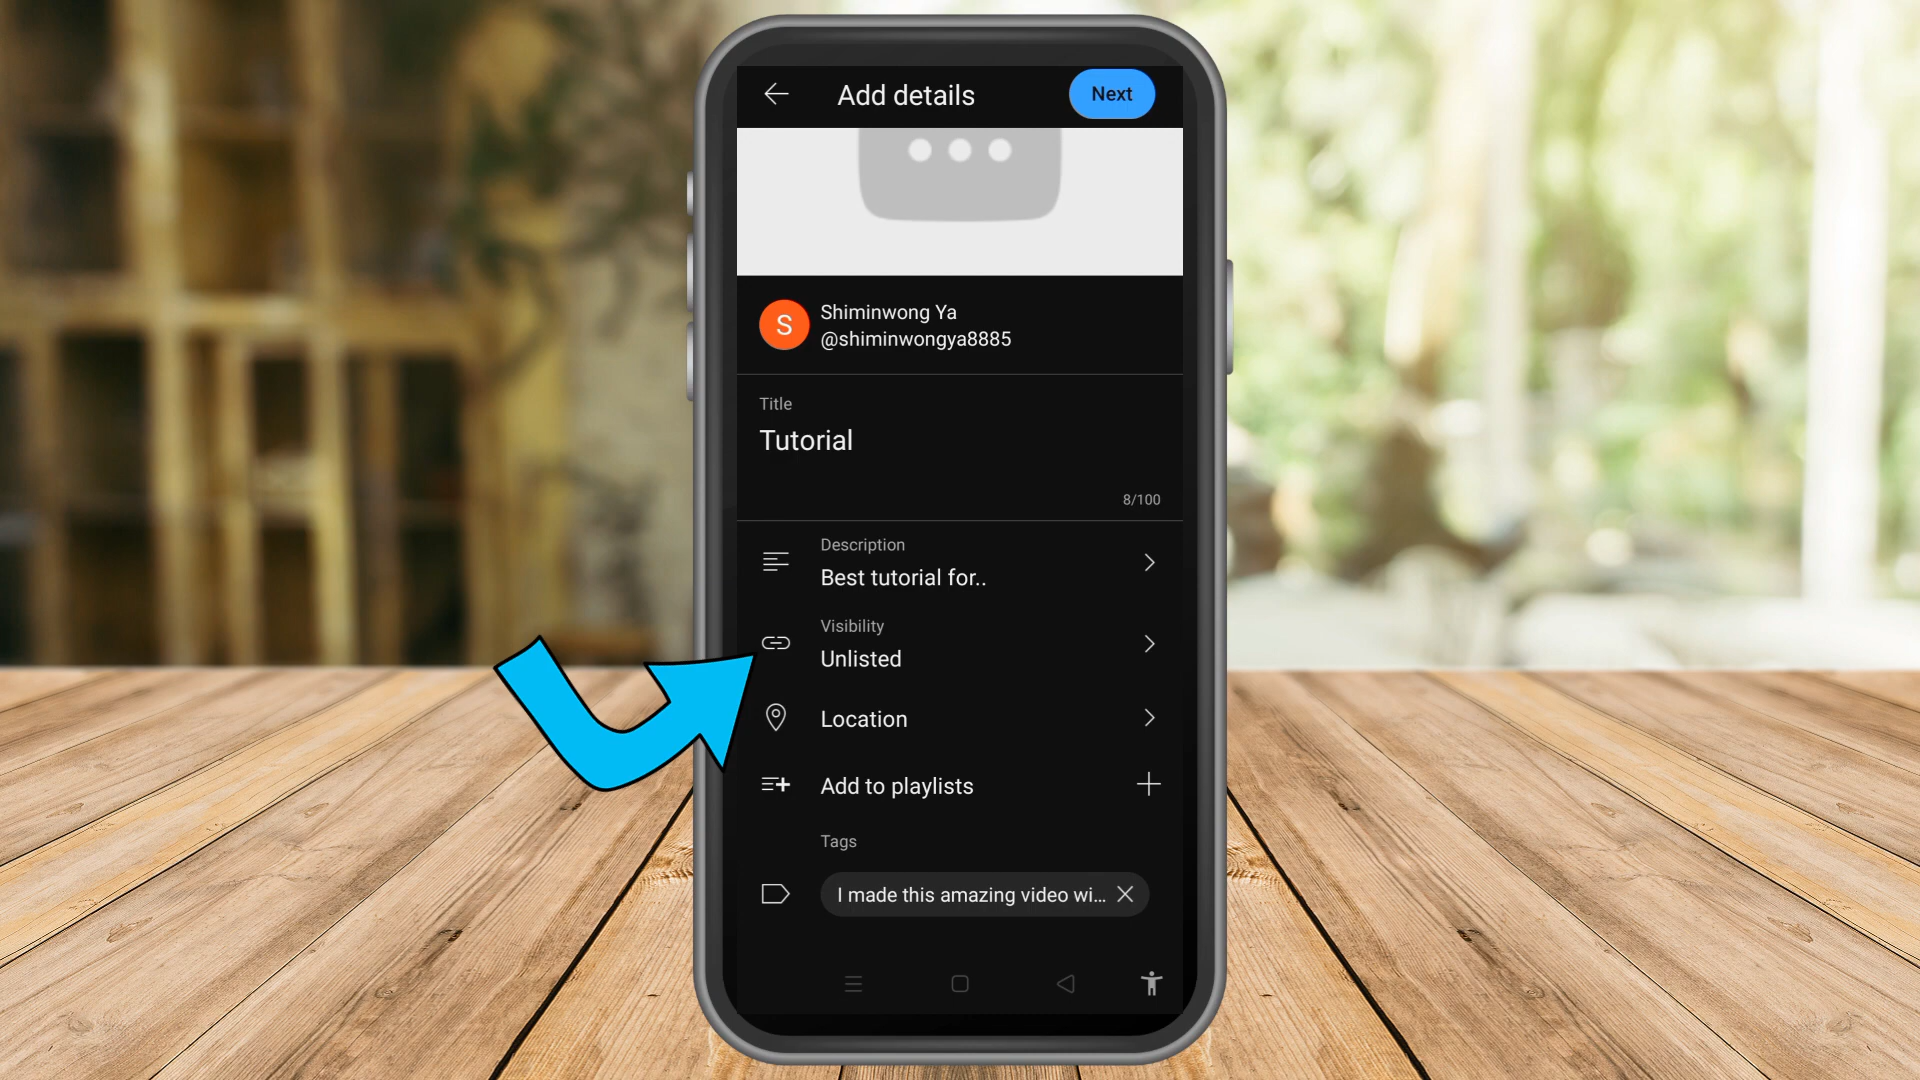 Add details
Next
S
Shiminwong Ya
@shiminwongya8885
Title
Tutorial
8/100
Description
Best tutorial for..
Visibility
Unlisted
Location
Add to playlists
Tags
I made this amazing video wi...